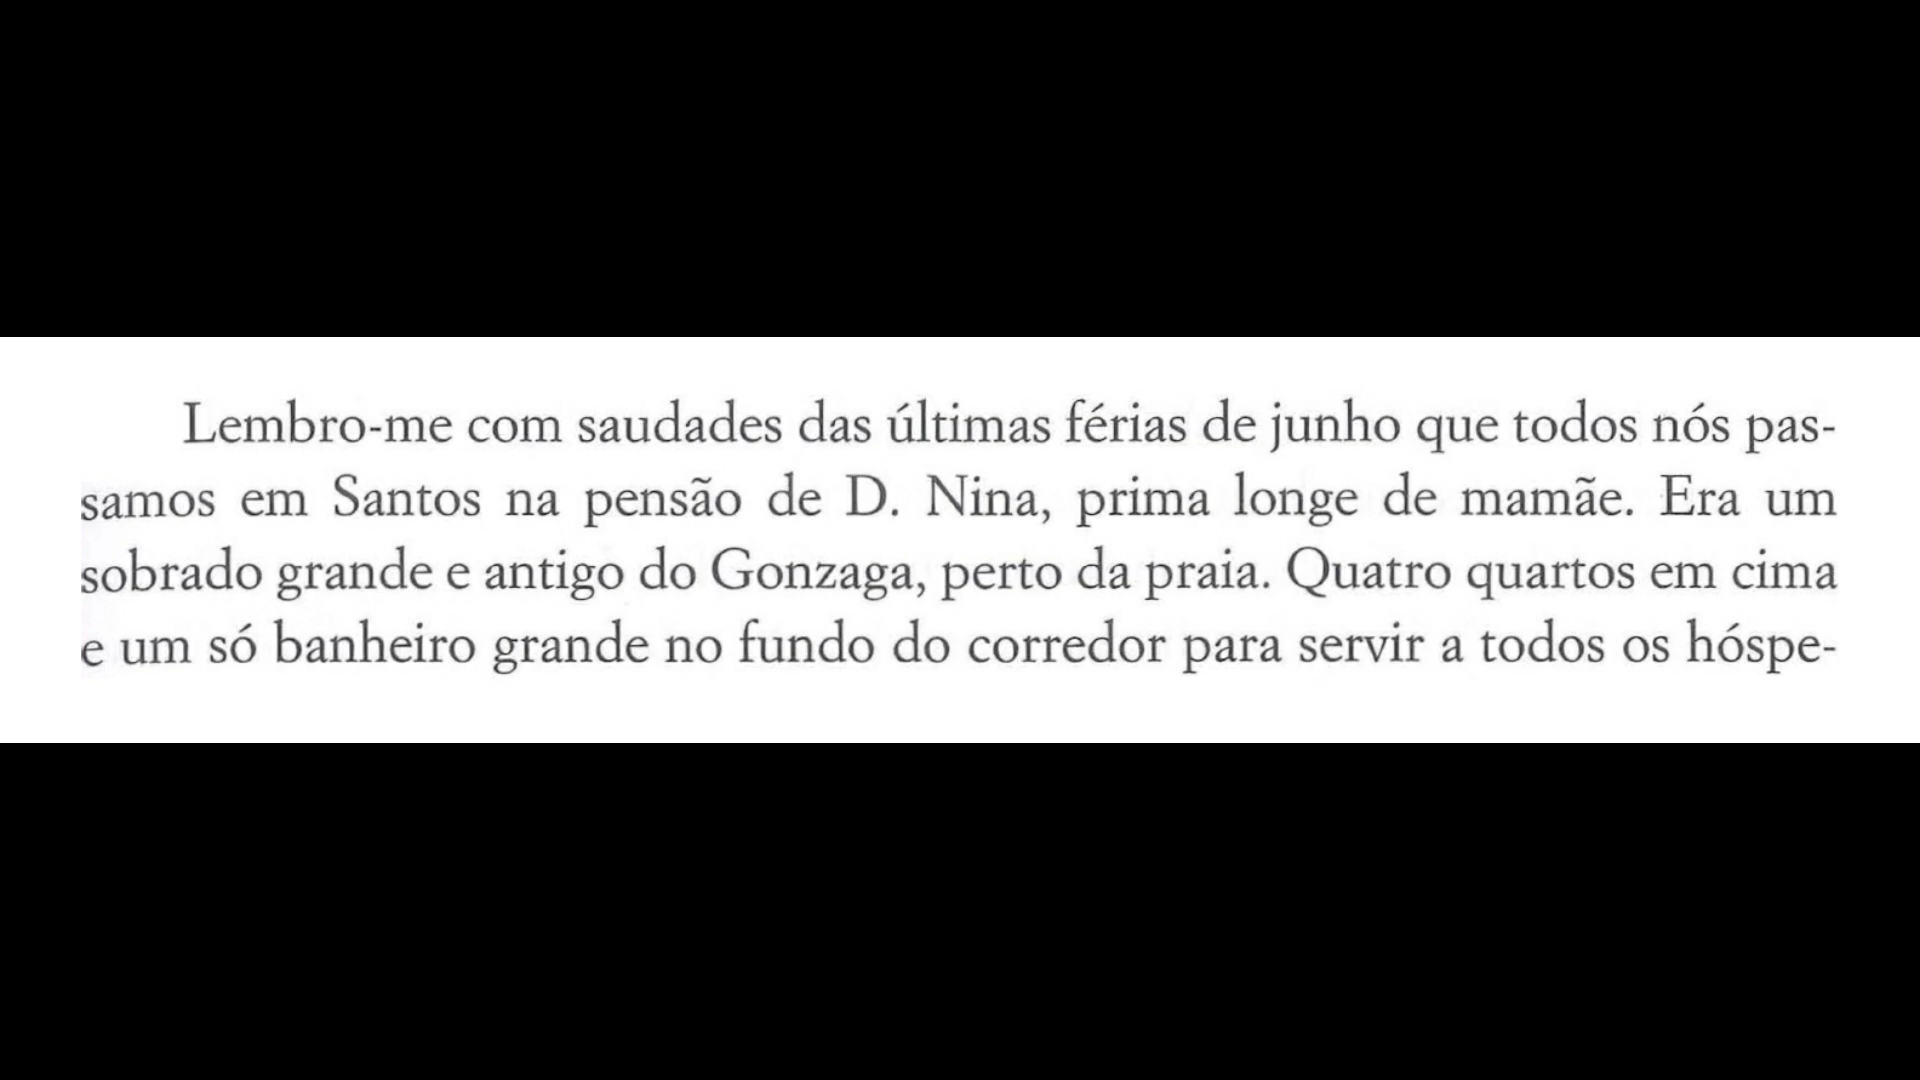 Lembro-me com saudades das últimas férias de junho que todos nós pas-
samos em Santos na pensão de D. Nina, prima longe de mamãe. Era um
sobrado grande e antigo do Gonzaga, perto da praia. Quatro quartos em cima
e um só banheiro grande no fundo do corredor para servir a todos os hóspe-